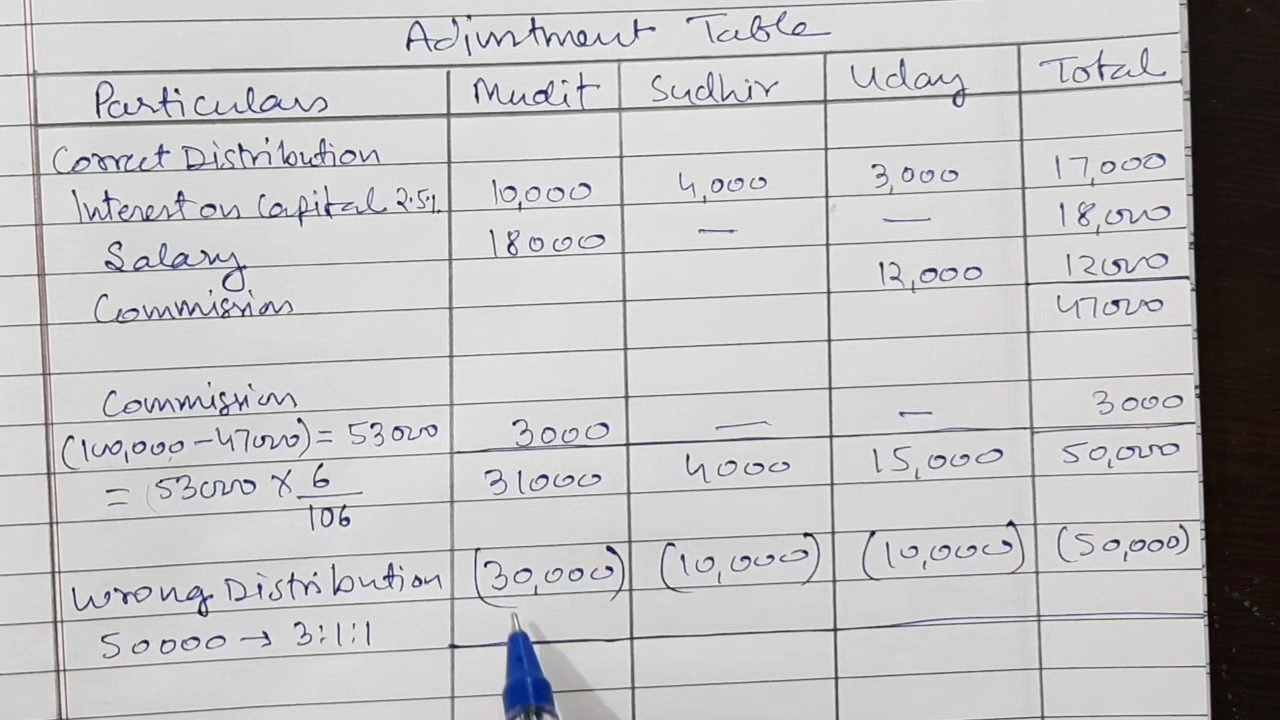 Adjustment Table
Particulars Mudit Sudhir Uday Total
Correct Distribution
Interest on Capital 2.5%. 10,000 4,000 3,000 17,000
Salary 18000 — — 18,000
Commission 12,000 12000
47000
Commission
(100,000-47000) = 53000 3000 — — 3000
= (53000 × 6/106 31000 4000 15,000 50,000
Wrong Distribution (30,000) (10,000) (10,000) (50,000)
50000 → 3:1:1